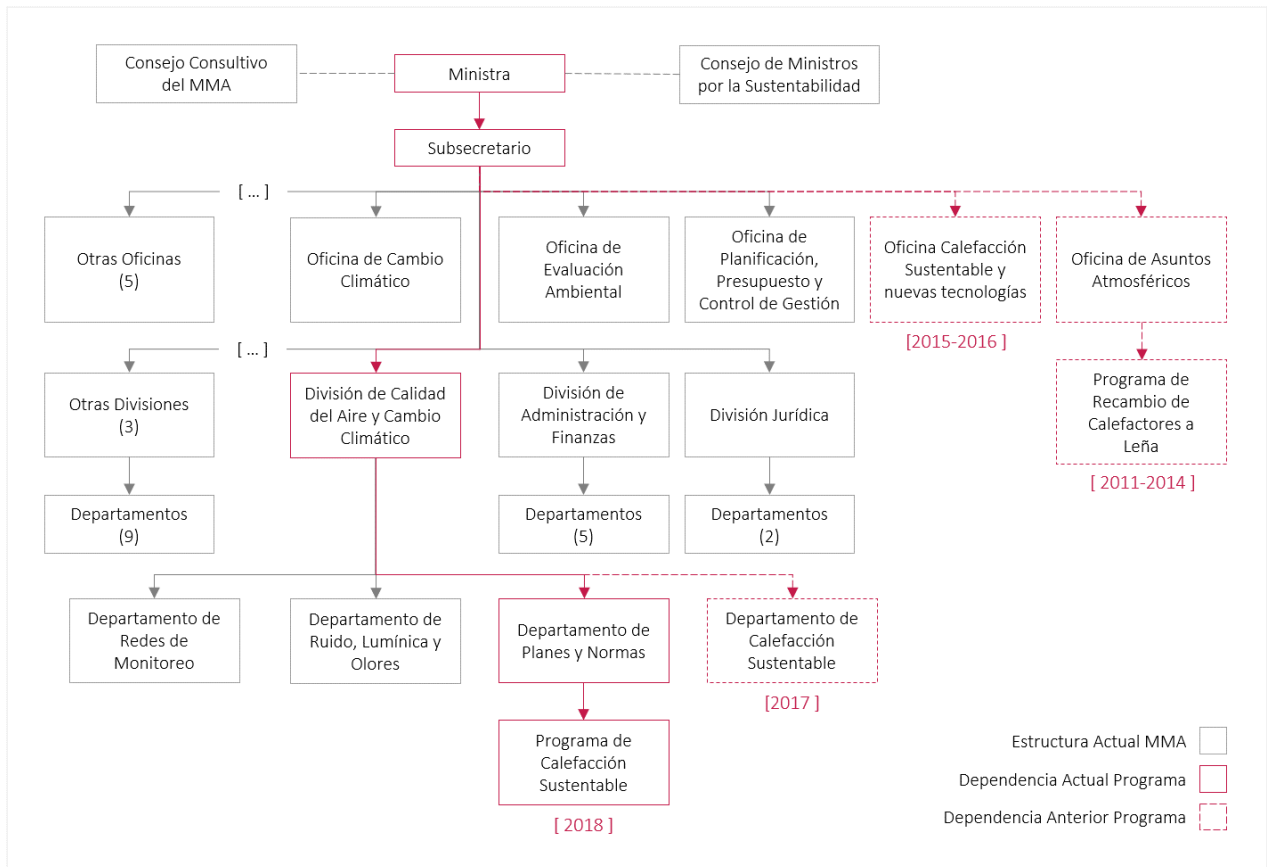 Consejo Consultivo
del MMA
Ministra
Consejo de Ministros
por la Sustentabilidad
Subsecretario
[ ... ]
Otras Oficinas
(5)
Oficina de Cambio
Climático
Oficina de
Evaluación
Ambiental
Oficina de
Planificación,
Presupuesto y
Control de Gestión
Oficina Calefacción
Sustentable y
nuevas tecnologías
Oficina de Asuntos
Atmosféricos
[2015-2016 ]
[ ... ]
Otras Divisiones
(3)
División de Calidad
del Aire y Cambio
Climático
División de
Administración y
Finanzas
División Jurídica
Programa de
Recambio de
Calefactores a
Leña
[ 2011-2014 ]
Departamentos
(9)
Departamentos
(5)
Departamentos
(2)
Departamento de
Redes de
Monitoreo
Departamento de
Ruido, Lumínica y
Olores
Departamento de
Planes y Normas
Departamento de
Calefacción
Sustentable
[2017 ]
Programa de
Calefacción
Sustentable
[ 2018 ]
Estructura Actual MMA
Dependencia Actual Programa
Dependencia Anterior Programa